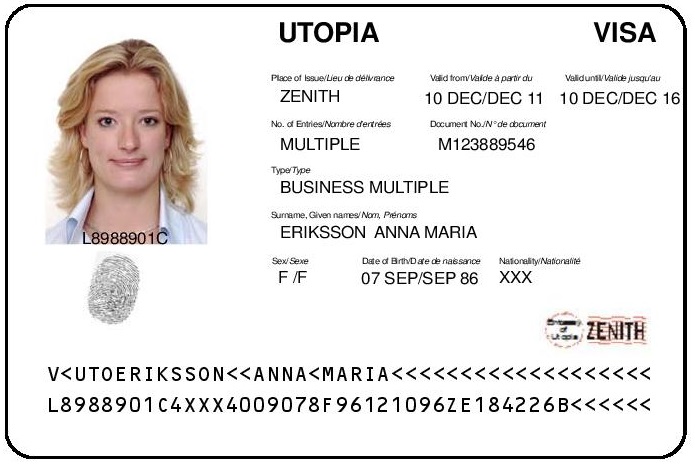 UTOPIA VISA
Place of Issue/Lieu de délivrance Valid from/Valide à partir du Valid until/Valide jusqu'au
ZENITH 10 DEC/DEC 11 10 DEC/DEC 16
No. of Entries/Nombre d'entrées Document No./N° de document
MULTIPLE M123889546
Type/Type
BUSINESS MULTIPLE
Surname, Given names/Nom, Prénoms
ERIKSSON ANNA MARIA
L8988901C
Sex/Sexe Date of Birth/Date de naissance Nationality/Nationalité
F /F 07 SEP/SEP 86 XXX
Embassy
of
Utopia
ZENITH
V<UTOERIKSSON<<ANNA<MARIA<<<<<<<<<<<<<<<<<<<
L8988901C4XXX4009078F96121096ZE184226B<<<<<<